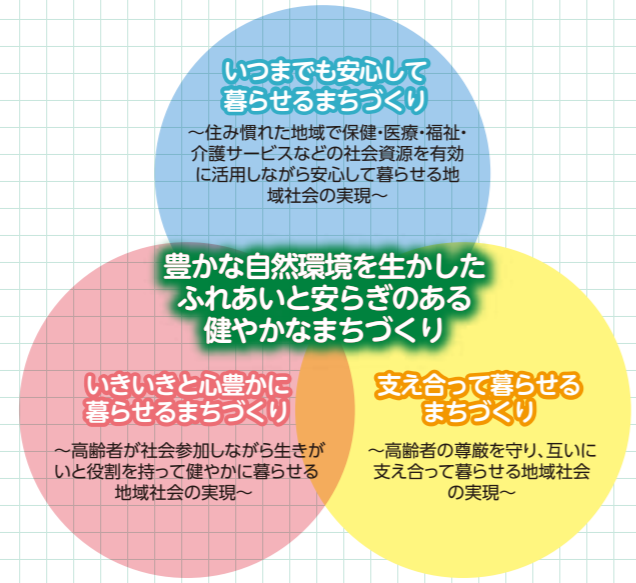 いつまでも安心して
暮らせるまちづくり
～住み慣れた地域で保健・医療・福祉・
介護サービスなどの社会資源を有効
に活用しながら安心して暮らせる地
域社会の実現～
豊かな自然環境を生かした
ふれあいと安らぎのある
健やかなまちづくり
いきいきと心豊かに
暮らせるまちづくり
～高齢者が社会参加しながら生きが
いと役割を持って健やかに暮らせる
地域社会の実現～
支え合って暮らせる
まちづくり
～高齢者の尊厳を守り、互いに
支え合って暮らせる地域社会
の実現～